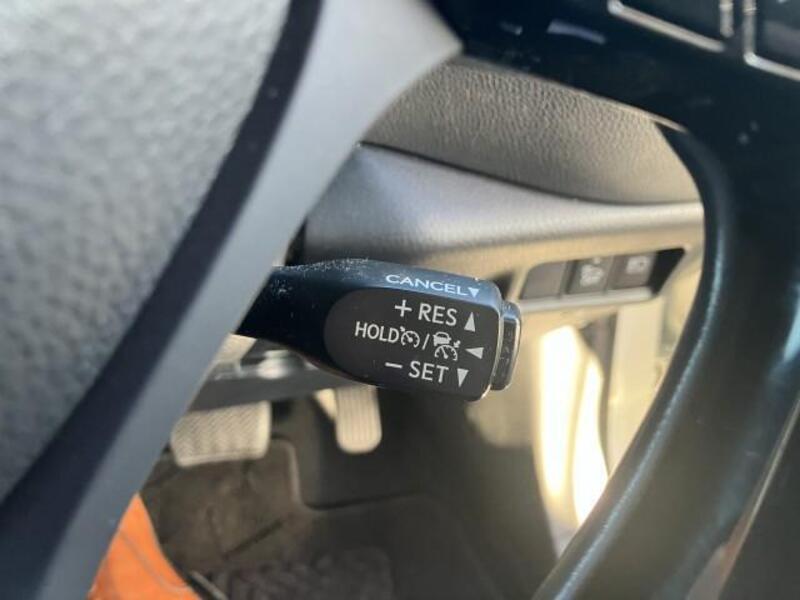 CANCEL▼
+ RES▲
HOLD / ◀
− SET▼